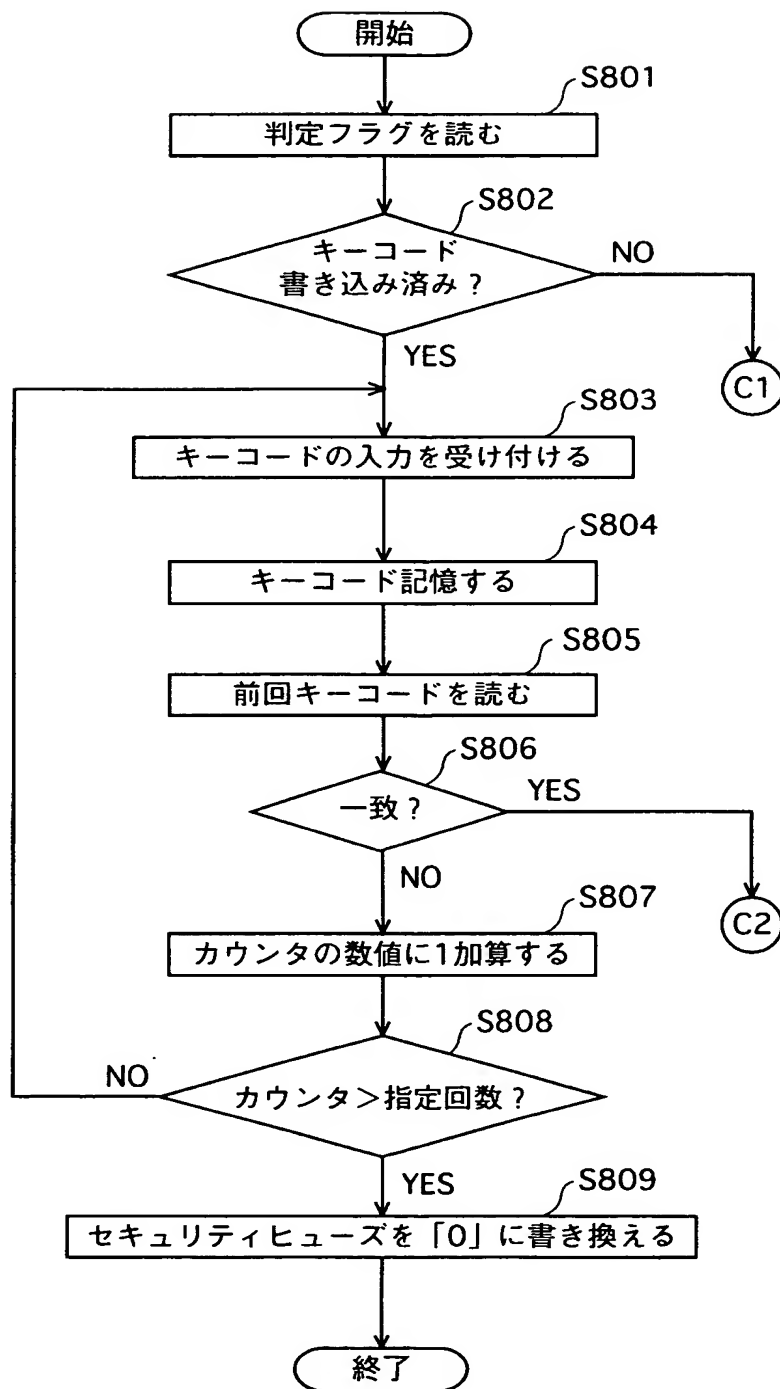 開始
S801
判定フラグを読む
S802
キーコード
書き込み済み?
NO
YES
C1
S803
キーコードの入力を受け付ける
S804
キーコード記憶する
S805
前回キーコードを読む
S806
一致?
YES
NO
C2
S807
カウンタの数値に1加算する
S808
NO
カウンタ>指定回数?
YES
S809
セキュリティヒューズを「0」に書き換える
終了